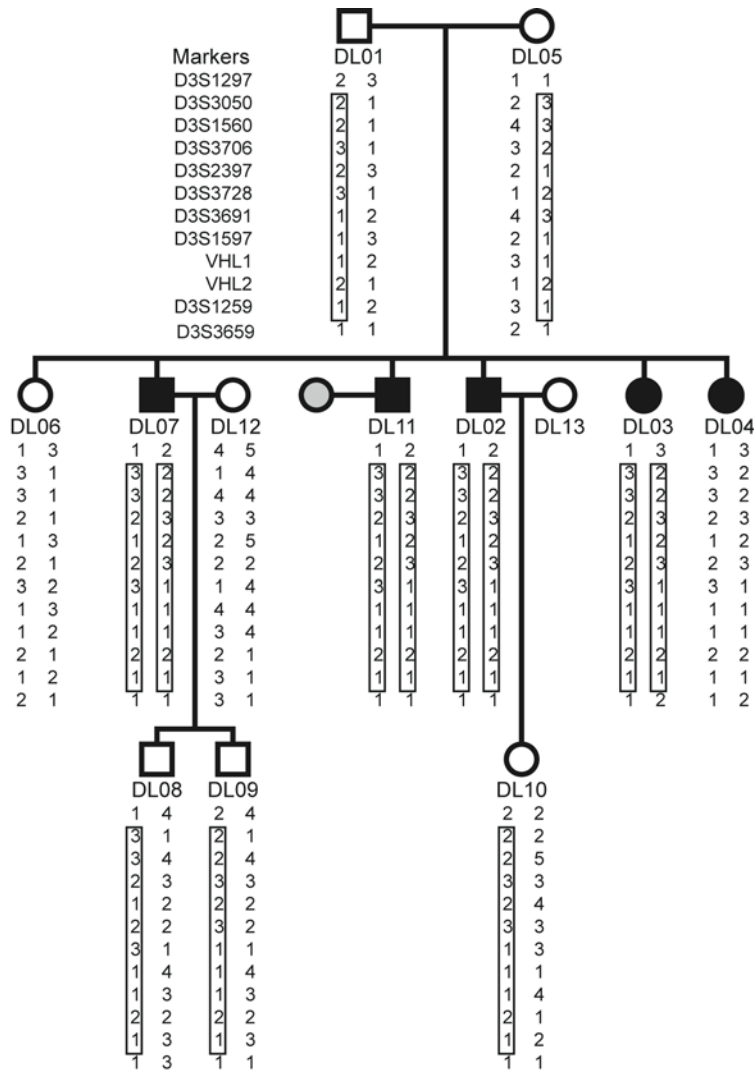 Markers DL01 DL05
D3S1297 2 3 1 1
D3S3050 2 1 2 3
D3S1560 2 1 4 3
D3S3706 3 1 3 2
D3S2397 2 3 2 1
D3S3728 3 1 1 2
D3S3691 1 2 4 3
D3S1597 1 3 2 1
VHL1 1 2 3 1
VHL2 2 1 1 2
D3S1259 1 2 3 1
D3S3659 1 1 2 1
DL06 DL07 DL12 DL11 DL02 DL13 DL03 DL04
1 3 1 2 4 5 1 2 1 2 1 3 1 3
3 1 3 2 1 4 3 2 3 2 3 2 3 2
3 1 3 2 4 4 3 2 3 2 3 2 3 2
2 1 2 3 3 3 2 3 2 3 2 3 2 3
1 3 1 2 2 5 1 2 1 2 1 2 1 2
2 1 2 3 2 2 2 3 2 3 2 3 2 3
3 2 3 1 1 4 3 1 3 1 3 1 3 1
1 3 1 1 4 4 1 1 1 1 1 1 1 1
1 2 1 1 3 4 1 1 1 1 1 1 1 1
2 1 2 2 2 1 2 2 2 2 2 2 2 2
1 2 1 1 3 1 1 1 1 1 1 1 1 1
2 1 1 1 3 1 1 1 1 1 1 2 1 2
DL08 DL09 DL10
1 4 2 4 2 2
3 1 2 1 2 2
3 4 2 4 2 5
2 3 3 3 3 3
1 2 2 2 2 4
2 2 3 2 3 3
3 1 1 1 1 3
1 4 1 4 1 1
1 3 1 3 1 4
2 2 2 2 2 1
1 3 1 3 1 2
1 3 1 1 1 1